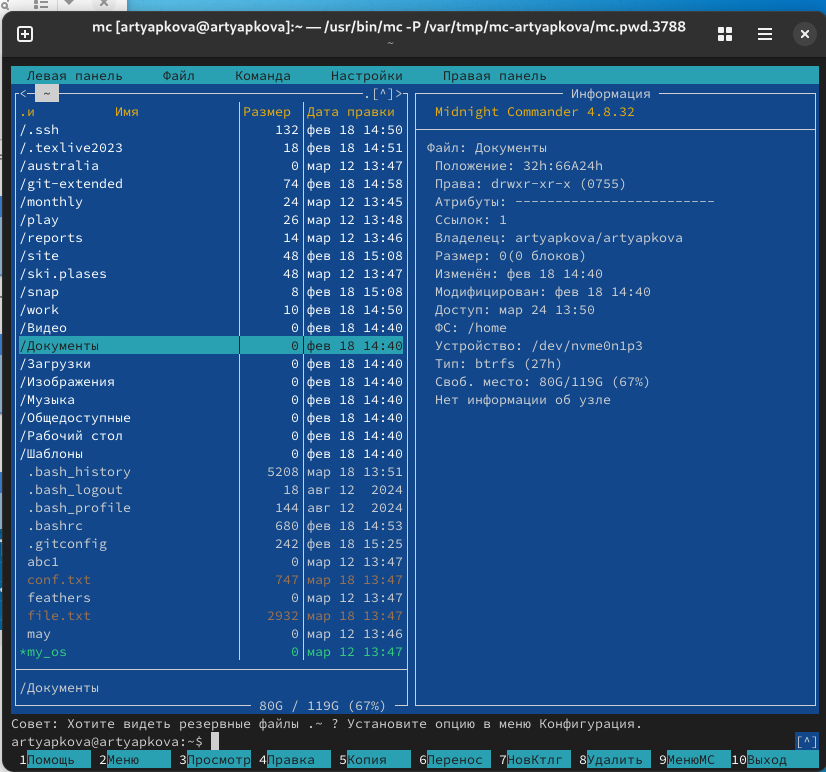 mc [artyapkova@artyapkova]:~ — /usr/bin/mc -P /var/tmp/mc-artyapkova/mc.pwd.3788
~
Левая панель Файл Команда Настройки Правая панель
<─ ~ ─.[^]>
.и Имя Размер Дата правки
/.ssh 132 фев 18 14:50
/.texlive2023 18 фев 18 14:51
/australia 0 мар 12 13:47
/git-extended 74 фев 18 14:58
/monthly 24 мар 12 13:45
/play 26 мар 12 13:48
/reports 14 мар 12 13:46
/site 48 фев 18 15:08
/ski.plases 48 мар 12 13:47
/snap 8 фев 18 15:08
/work 10 фев 18 14:50
/Видео 0 фев 18 14:40
/Документы 0 фев 18 14:40
/Загрузки 0 фев 18 14:40
/Изображения 0 фев 18 14:40
/Музыка 0 фев 18 14:40
/Общедоступные 0 фев 18 14:40
/Рабочий стол 0 фев 18 14:40
/Шаблоны 0 фев 18 14:40
.bash_history 5208 мар 18 13:51
.bash_logout 18 авг 12 2024
.bash_profile 144 авг 12 2024
.bashrc 680 фев 18 14:53
.gitconfig 242 фев 18 15:25
abc1 0 мар 12 13:47
conf.txt 747 мар 18 13:47
feathers 0 мар 12 13:47
file.txt 2932 мар 18 13:47
may 0 мар 12 13:46
*my_os 0 мар 12 13:47
/Документы
80G / 119G (67%)
Информация
Midnight Commander 4.8.32
Файл: Документы
Положение: 32h:66A24h
Права: drwxr-xr-x (0755)
Атрибуты: -------------------------
Ссылок: 1
Владелец: artyapkova/artyapkova
Размер: 0(0 блоков)
Изменён: фев 18 14:40
Модифицирован: фев 18 14:40
Доступ: мар 24 13:50
ФС: /home
Устройство: /dev/nvme0n1p3
Тип: btrfs (27h)
Своб. место: 80G/119G (67%)
Нет информации об узле
Совет: Хотите видеть резервные файлы .~ ? Установите опцию в меню Конфигурация.
artyapkova@artyapkova:~$ [^]
1Помощь 2Меню 3Просмотр 4Правка 5Копия 6Перенос 7НовКтлг 8Удалить 9МенюМС 10Выход